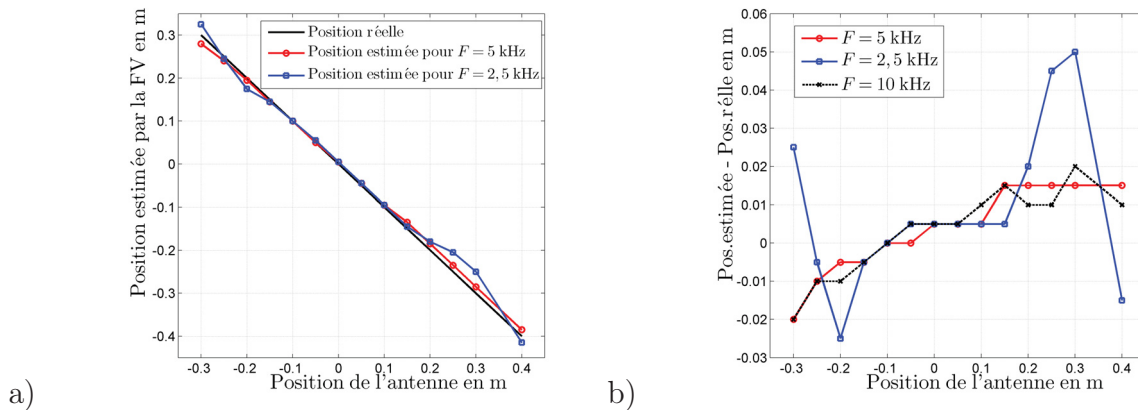 Position réelle
Position estimée pour F = 5 kHz
Position estimée pour F = 2, 5 kHz
Position estimée par la FV en m
0.3
0.2
0.1
0
-0.1
-0.2
-0.3
-0.4
-0.3 -0.2 -0.1 0 0.1 0.2 0.3 0.4
Position de l'antenne en m
a)
F = 5 kHz
F = 2, 5 kHz
F = 10 kHz
Pos.estimée - Pos.rélle en m
0.06
0.05
0.04
0.03
0.02
0.01
0
-0.01
-0.02
-0.03
-0.3 -0.2 -0.1 0 0.1 0.2 0.3 0.4
Position de l'antenne en m
b)